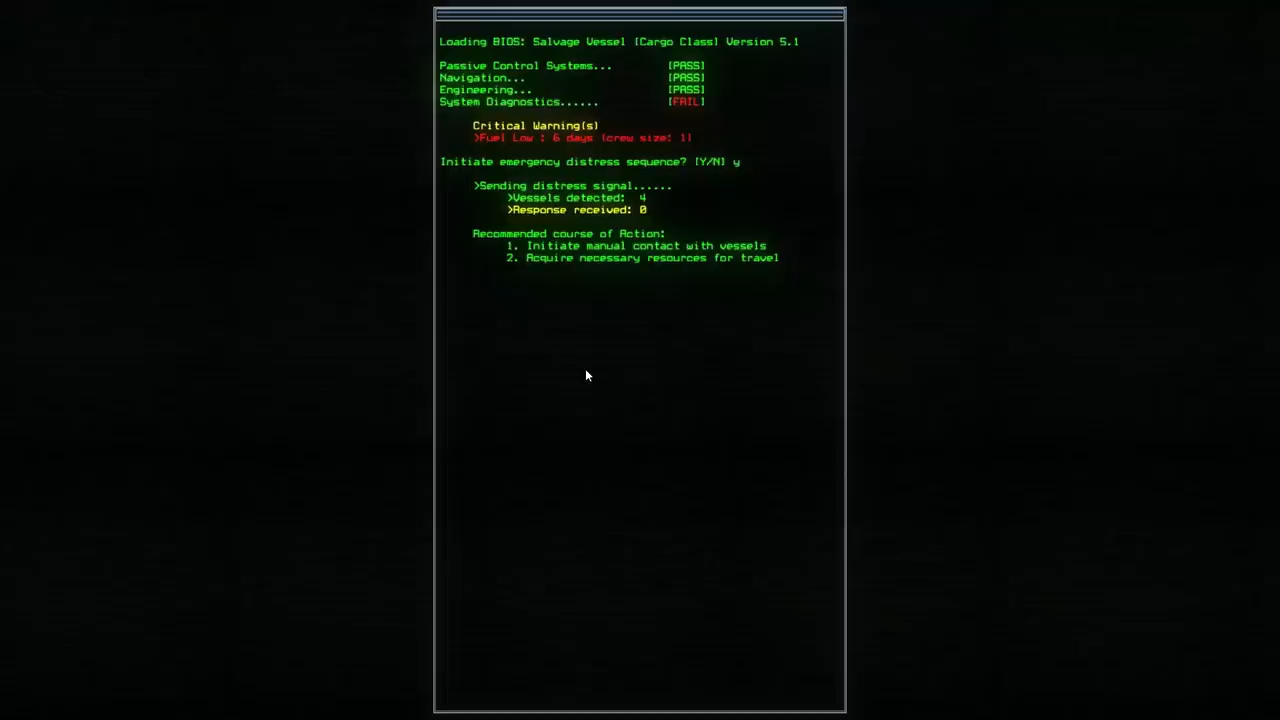 Loading BIOS: Salvage Vessel [Cargo Class] Version 5.1
Passive Control Systems... [PASS]
Navigation... [PASS]
Engineering... [PASS]
System Diagnostics...... [FAIL]
Critical Warning(s)
>Fuel Low : 6 days (crew size: 1)
Initiate emergency distress sequence? [Y/N] y
>Sending distress signal......
>Vessels detected: 4
>Response received: 0
Recommended course of Action:
1. Initiate manual contact with vessels
2. Acquire necessary resources for travel